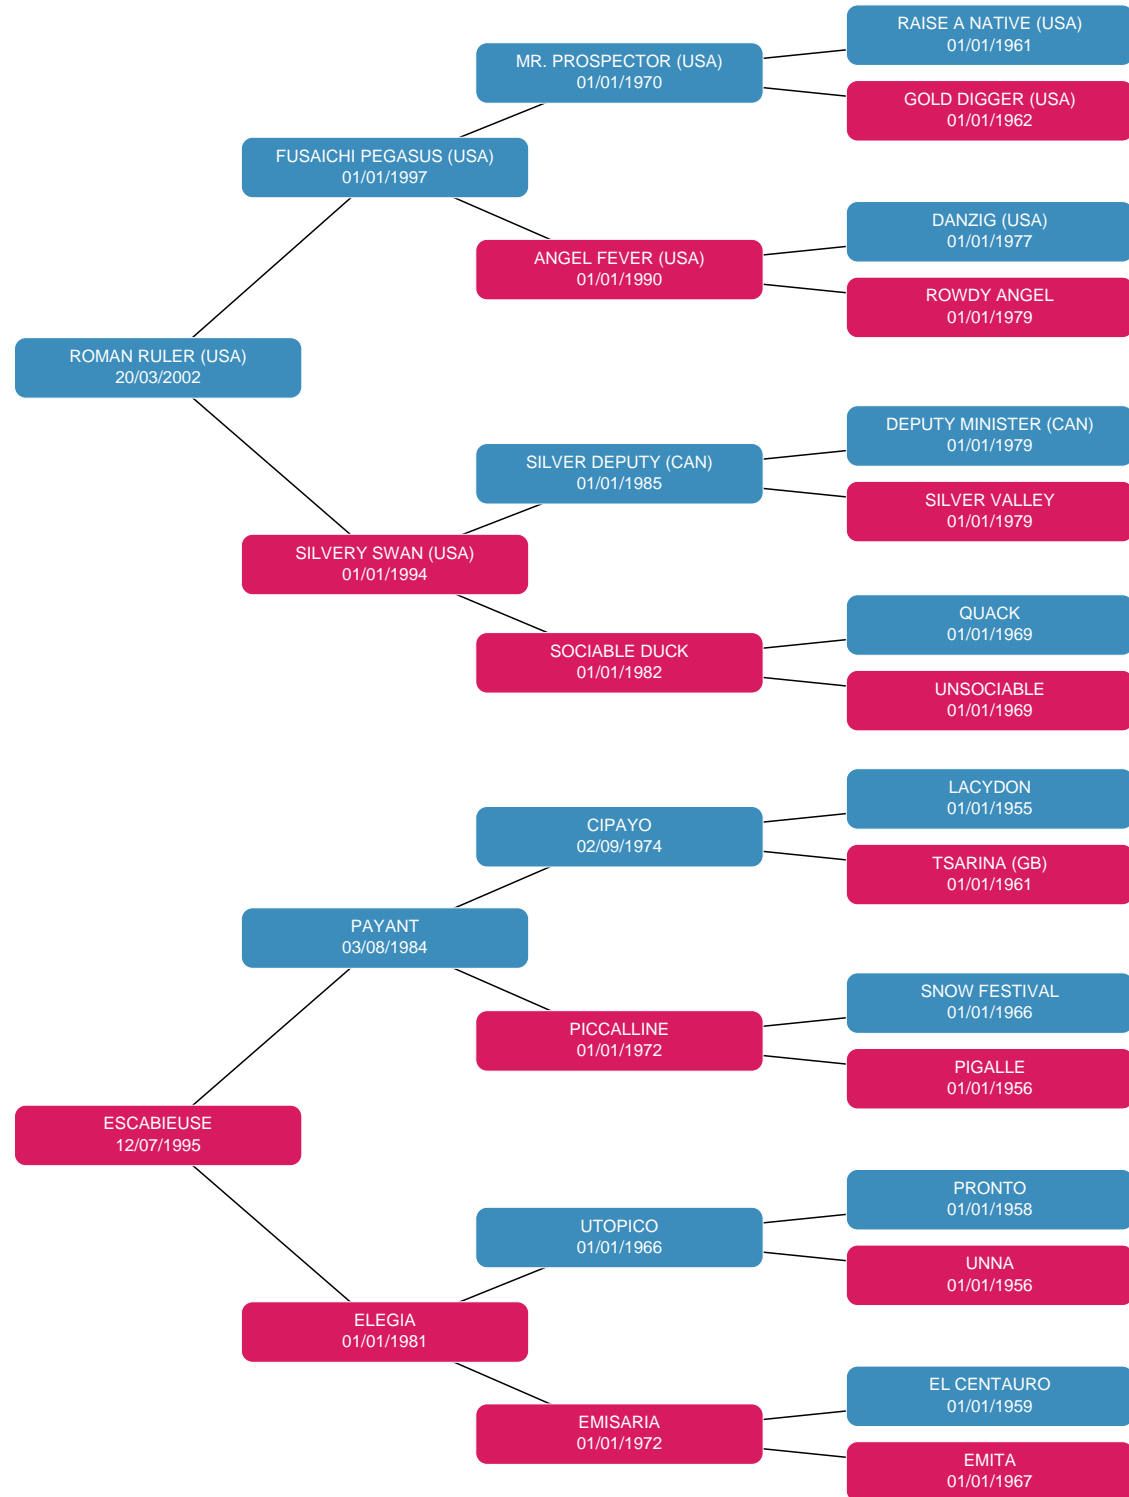 RAISE A NATIVE (USA)
01/01/1961
MR. PROSPECTOR (USA)
01/01/1970
GOLD DIGGER (USA)
01/01/1962
FUSAICHI PEGASUS (USA)
01/01/1997
DANZIG (USA)
01/01/1977
ANGEL FEVER (USA)
01/01/1990
ROWDY ANGEL
01/01/1979
ROMAN RULER (USA)
20/03/2002
DEPUTY MINISTER (CAN)
01/01/1979
SILVER DEPUTY (CAN)
01/01/1985
SILVER VALLEY
01/01/1979
SILVERY SWAN (USA)
01/01/1994
QUACK
01/01/1969
SOCIABLE DUCK
01/01/1982
UNSOCIABLE
01/01/1969
LACYDON
01/01/1955
CIPAYO
02/09/1974
TSARINA (GB)
01/01/1961
PAYANT
03/08/1984
SNOW FESTIVAL
01/01/1966
PICCALLINE
01/01/1972
PIGALLE
01/01/1956
ESCABIEUSE
12/07/1995
PRONTO
01/01/1958
UTOPICO
01/01/1966
UNNA
01/01/1956
ELEGIA
01/01/1981
EL CENTAURO
01/01/1959
EMISARIA
01/01/1972
EMITA
01/01/1967